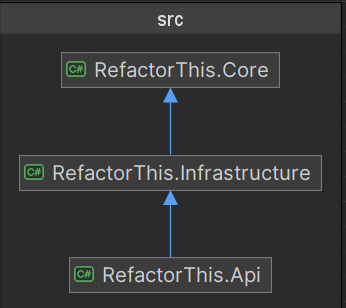 src
C# RefactorThis.Core
C# RefactorThis.Infrastructure
C# RefactorThis.Api